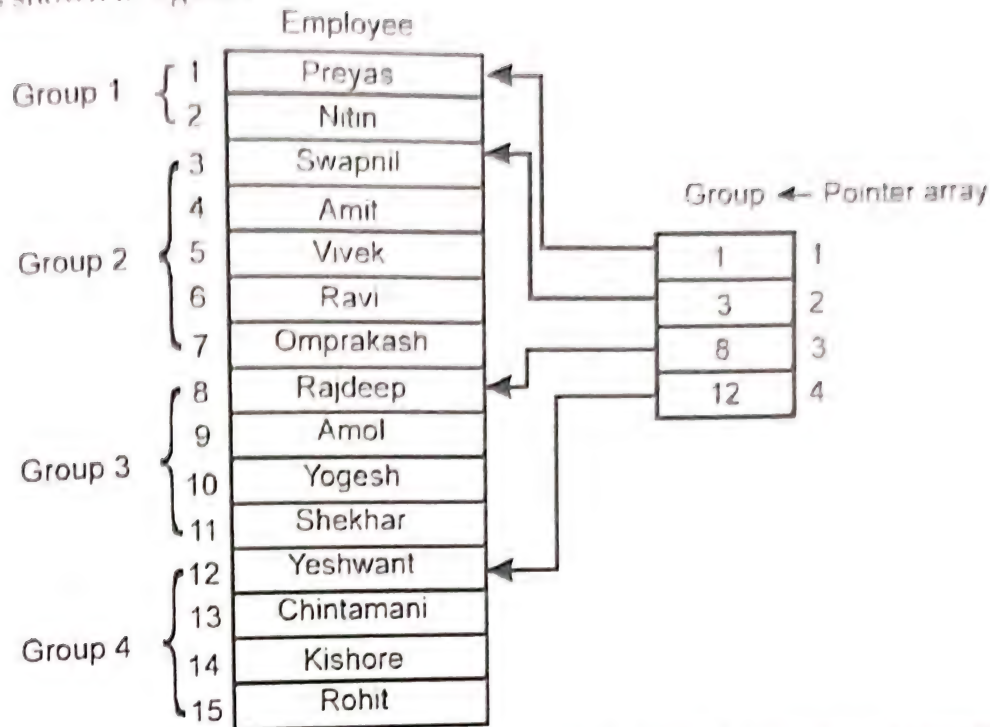 Employee
Group 1
1 Preyas
2 Nitin
Group 2
3 Swapnil
4 Amit
5 Vivek
6 Ravi
7 Omprakash
Group 3
8 Rajdeep
9 Amol
10 Yogesh
11 Shekhar
Group 4
12 Yeshwant
13 Chintamani
14 Kishore
15 Rohit
Group ← Pointer array
1 1
3 2
8 3
12 4